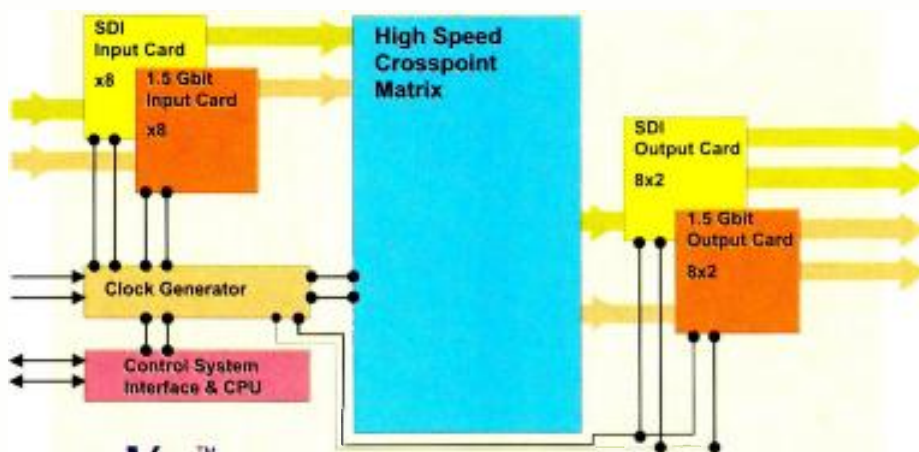 SDI
Input Card
x8
1.5 Gbit
Input Card
x8
High Speed
Crosspoint
Matrix
SDI
Output Card
8x2
1.5 Gbit
Output Card
8x2
Clock Generator
Control System
Interface & CPU